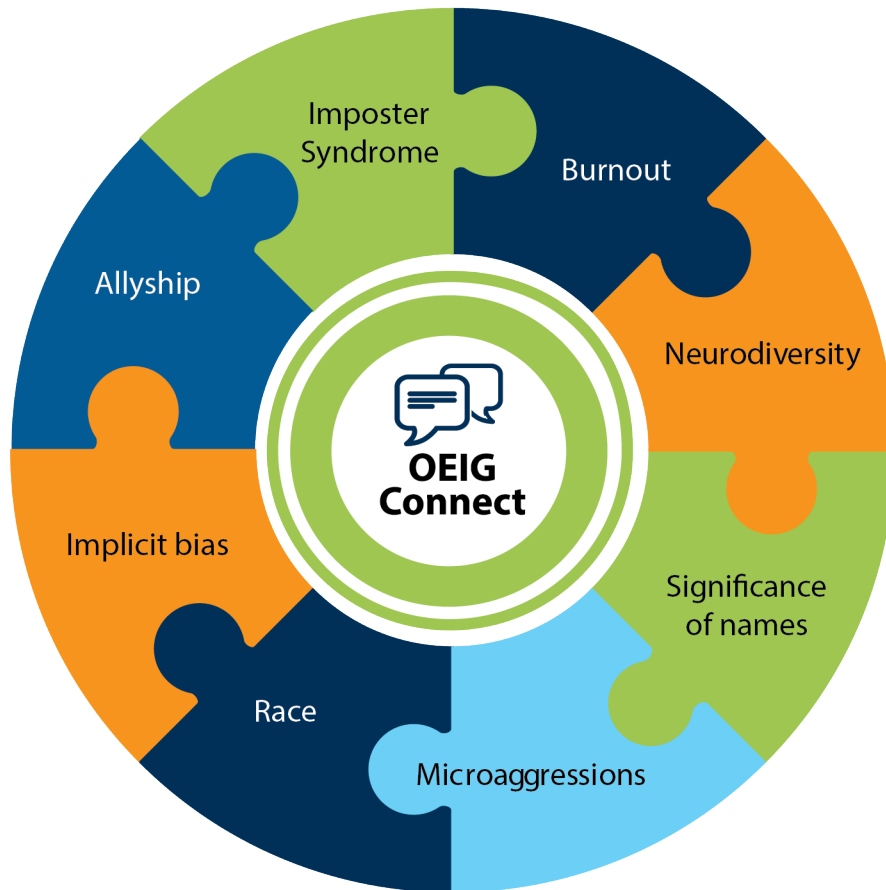 Imposter
Syndrome
Burnout
Allyship
Neurodiversity
OEIG
Connect
Implicit bias
Significance
of names
Race
Microaggressions